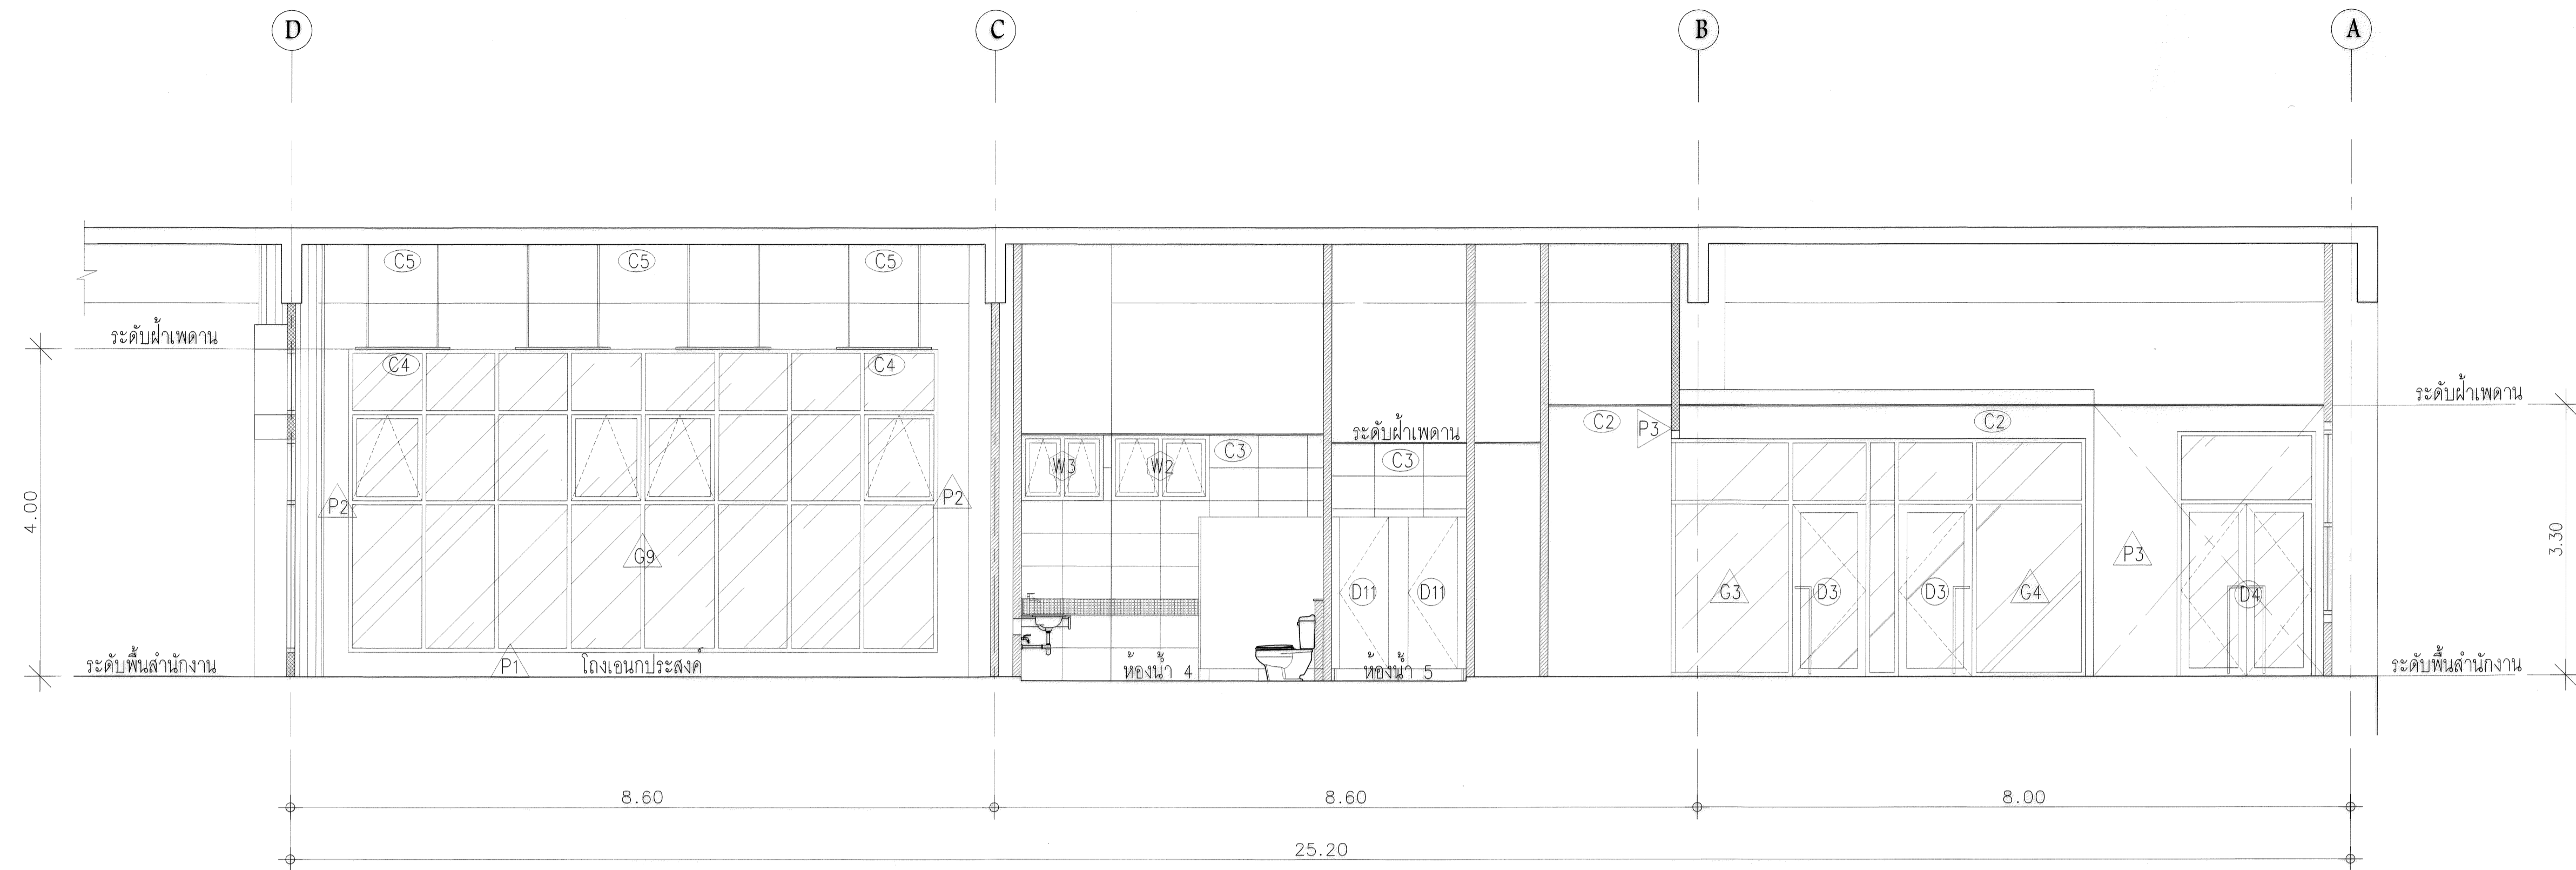 D
C
B
A
C5
C5
C5
ระดับฝ้าเพดาน
C4
C4
ระดับฝ้าเพดาน
C2
P3
C2
ระดับฝ้าเพดาน
C3
C3
W3
W2
P2
P2
4.00
3.30
G9
P3
D11
D11
G3
D3
D3
G4
D4
ระดับพื้นสำนักงาน
P1
โถงเอนกประสงค์
ห้องน้ำ 4
ห้องน้ำ 5
ระดับพื้นสำนักงาน
8.60
8.60
8.00
25.20